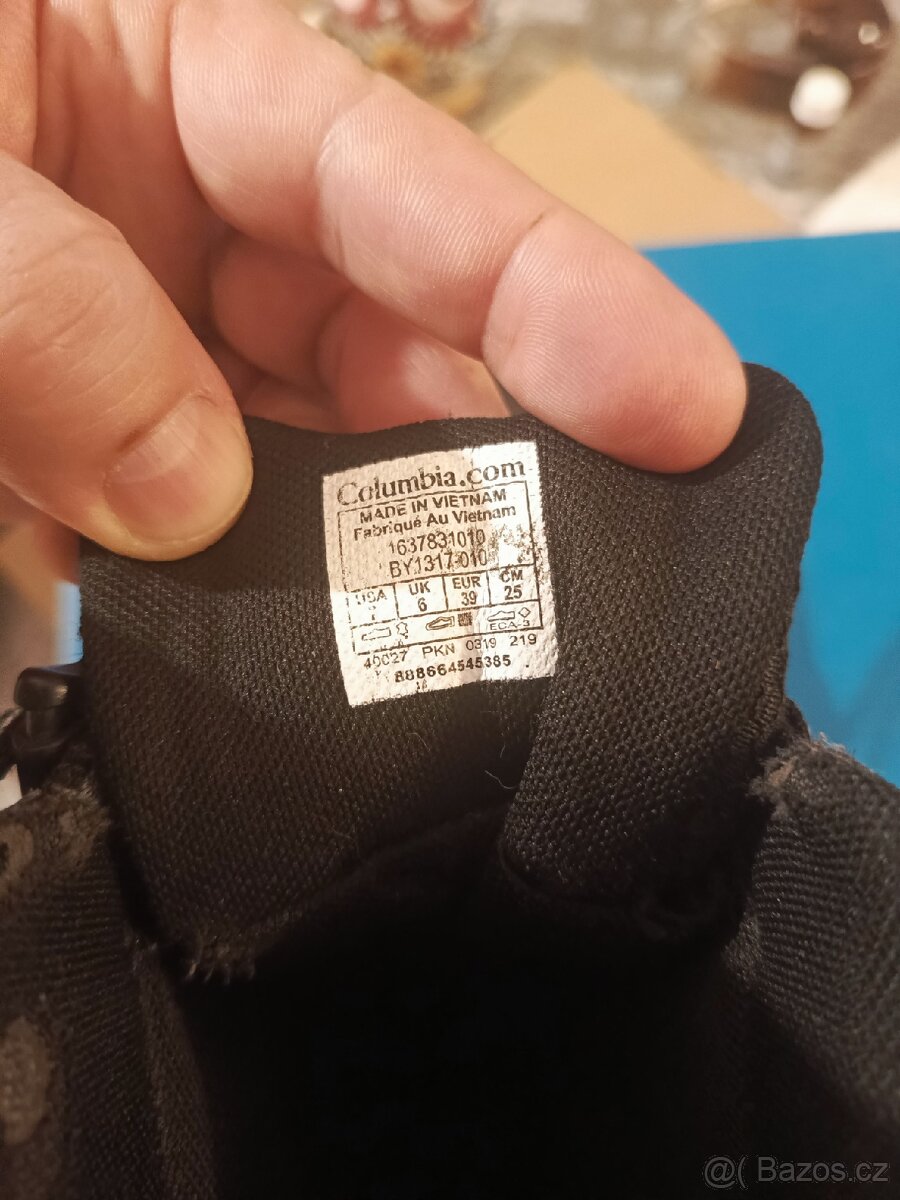 Columbia.com
MADE IN VIETNAM
Fabriqué Au Vietnam
1637831010
BY1317 010
USA UK EUR CM
6 39 25
ECA-3
40027 PKN 0319 219
888664545385
@( Bazos.cz